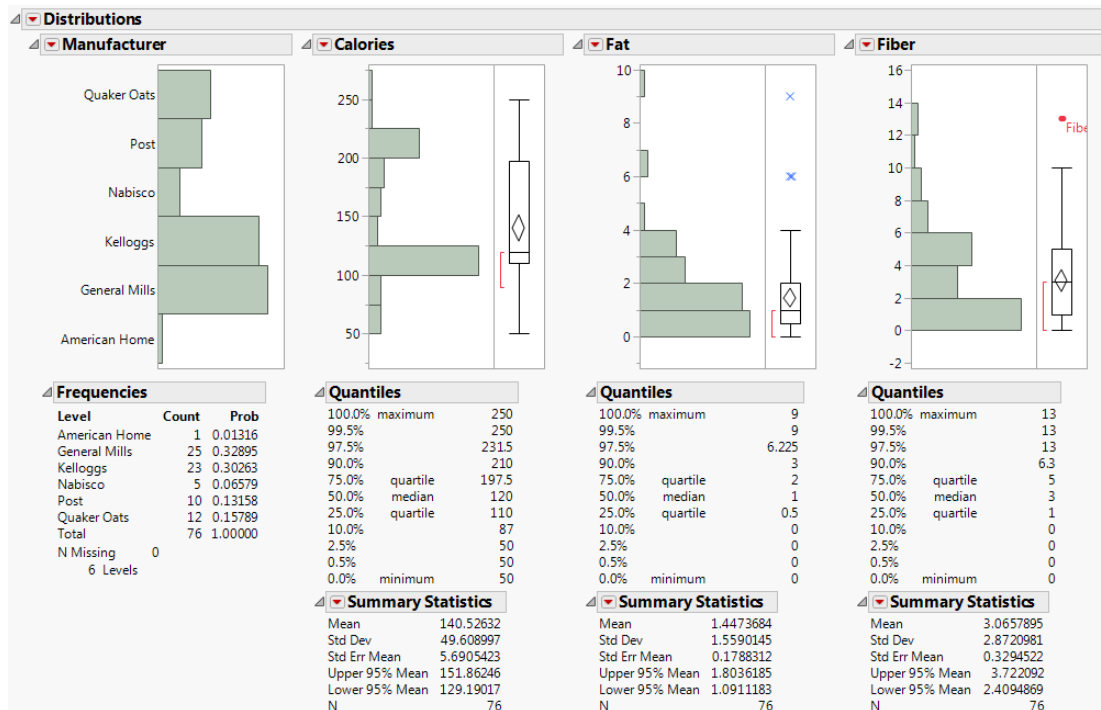 Distributions
Manufacturer
Quaker Oats
Post
Nabisco
Kelloggs
General Mills
American Home
Frequencies
Level Count Prob
American Home 1 0.01316
General Mills 25 0.32895
Kelloggs 23 0.30263
Nabisco 5 0.06579
Post 10 0.13158
Quaker Oats 12 0.15789
Total 76 1.00000
N Missing 0
6 Levels
Calories
250
200
150
100
50
Quantiles
100.0% maximum 250
99.5% 250
97.5% 231.5
90.0% 210
75.0% quartile 197.5
50.0% median 120
25.0% quartile 110
10.0% 87
2.5% 50
0.5% 50
0.0% minimum 50
Summary Statistics
Mean 140.52632
Std Dev 49.608997
Std Err Mean 5.6905423
Upper 95% Mean 151.86246
Lower 95% Mean 129.19017
N 76
Fat
10
8
6
4
2
0
Quantiles
100.0% maximum 9
99.5% 9
97.5% 6.225
90.0% 3
75.0% quartile 2
50.0% median 1
25.0% quartile 0.5
10.0% 0
2.5% 0
0.5% 0
0.0% minimum 0
Summary Statistics
Mean 1.4473684
Std Dev 1.5590145
Std Err Mean 0.1788312
Upper 95% Mean 1.8036185
Lower 95% Mean 1.0911183
N 76
Fiber
16
14
12
10
8
6
4
2
0
-2
Fibe
Quantiles
100.0% maximum 13
99.5% 13
97.5% 13
90.0% 6.3
75.0% quartile 5
50.0% median 3
25.0% quartile 1
10.0% 0
2.5% 0
0.5% 0
0.0% minimum 0
Summary Statistics
Mean 3.0657895
Std Dev 2.8720981
Std Err Mean 0.3294522
Upper 95% Mean 3.722092
Lower 95% Mean 2.4094869
N 76